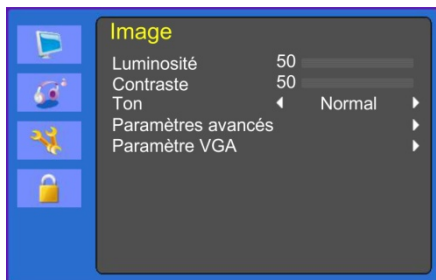 Image
Luminosité 50
Contraste 50
Ton Normal
Paramètres avancés
Paramètre VGA